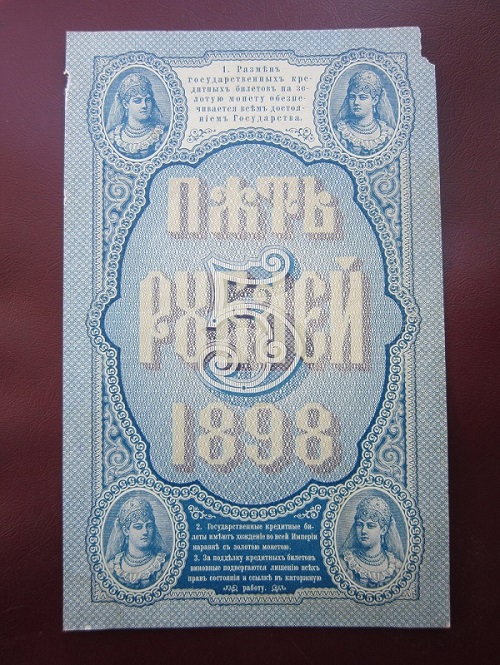 1. Размѣнъ
государственныхъ кре-
дитныхъ билетовъ на зо-
лотую монету обезпе-
чивается всѣмъ достоя-
ніемъ Государства.
ПѦТЬ
РУБЛЕЙ
5
1898
2. Государственные кредитные би-
леты имѣютъ хожденіе во всей Имперіи
наравнѣ съ золотою монетою.
3. За поддѣлку кредитныхъ билетовъ
виновные подвергаются лишенію всѣхъ
правъ состоянія и ссылкѣ въ каторжную
работу.